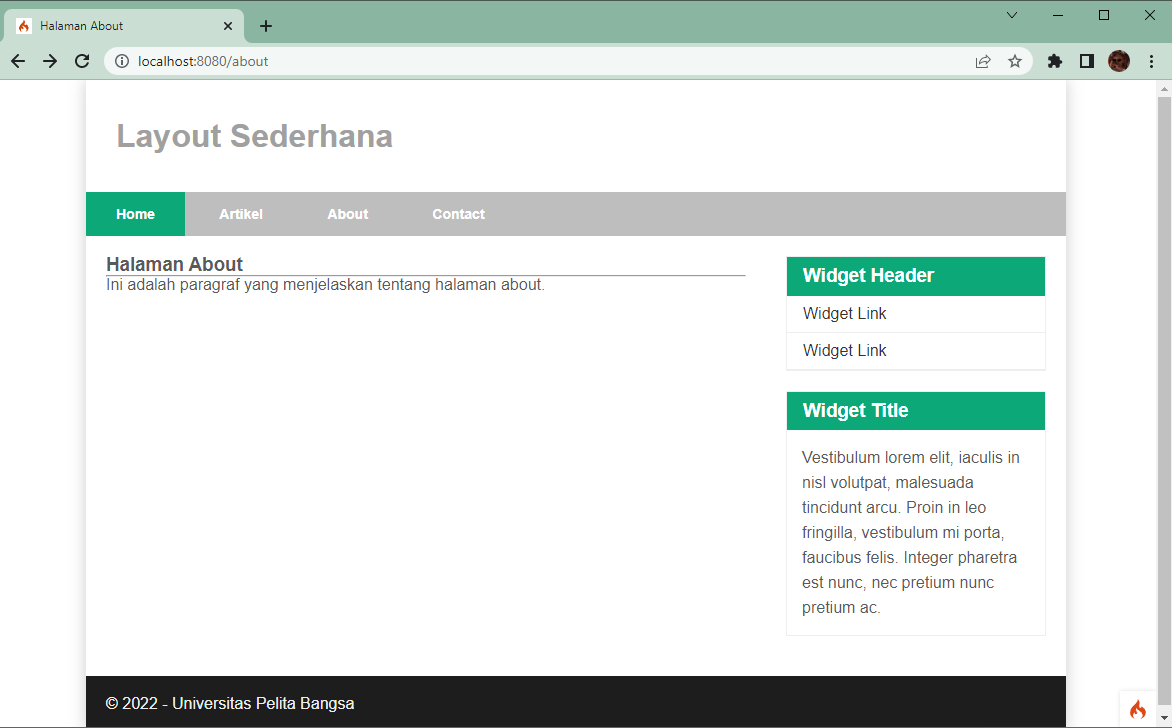 Halaman About
localhost:8080/about
Layout Sederhana
Home Artikel About Contact
Halaman About
Ini adalah paragraf yang menjelaskan tentang halaman about.
Widget Header
Widget Link
Widget Link
Widget Title
Vestibulum lorem elit, iaculis in
nisl volutpat, malesuada
tincidunt arcu. Proin in leo
fringilla, vestibulum mi porta,
faucibus felis. Integer pharetra
est nunc, nec pretium nunc
pretium ac.
© 2022 - Universitas Pelita Bangsa